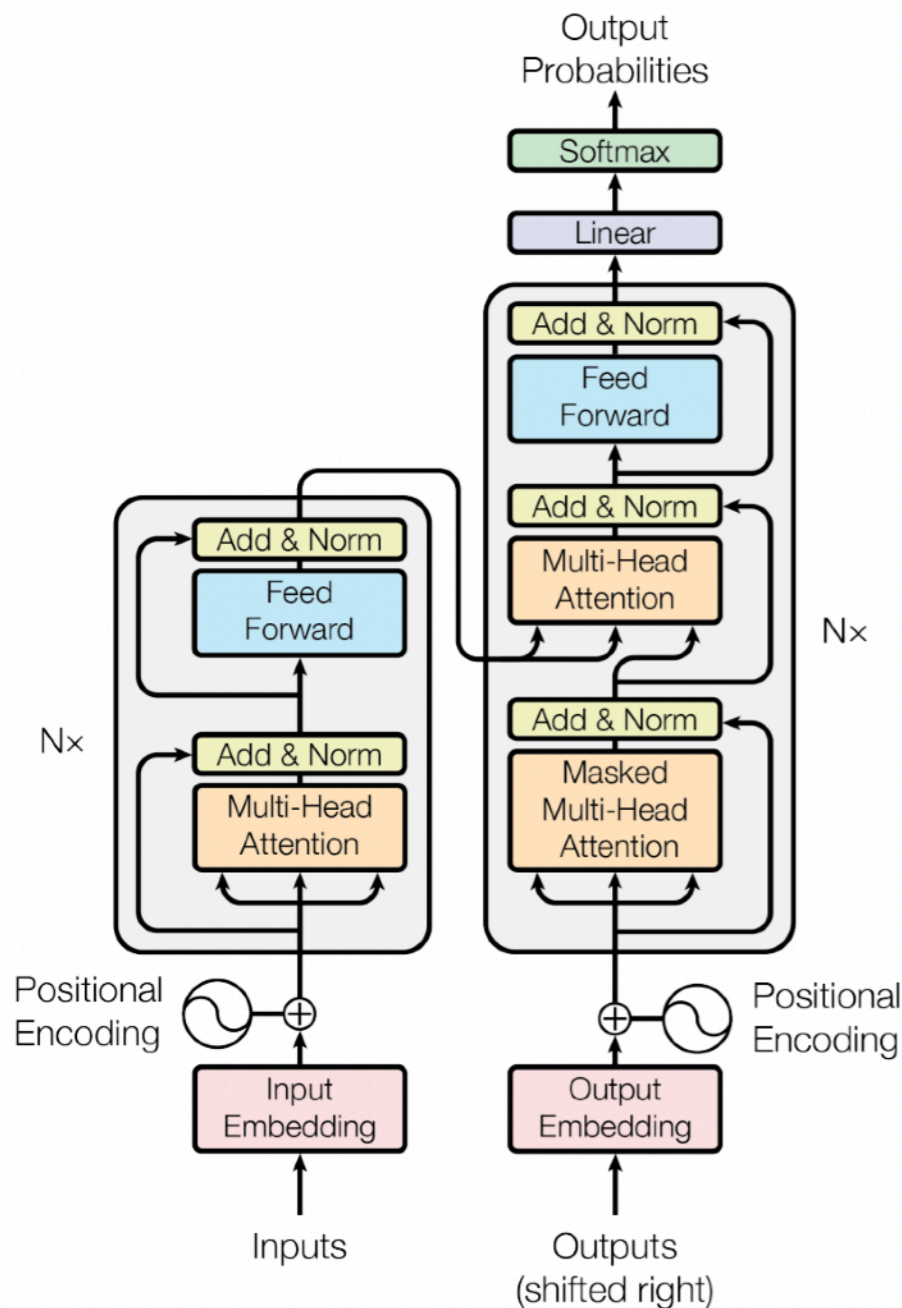 Output
Probabilities
Softmax
Linear
Add & Norm
Feed
Forward
Add & Norm
Multi-Head
Attention
Add & Norm
Masked
Multi-Head
Attention
Nx
Add & Norm
Feed
Forward
Add & Norm
Multi-Head
Attention
Nx
Positional
Encoding
Positional
Encoding
Input
Embedding
Output
Embedding
Inputs
Outputs
(shifted right)